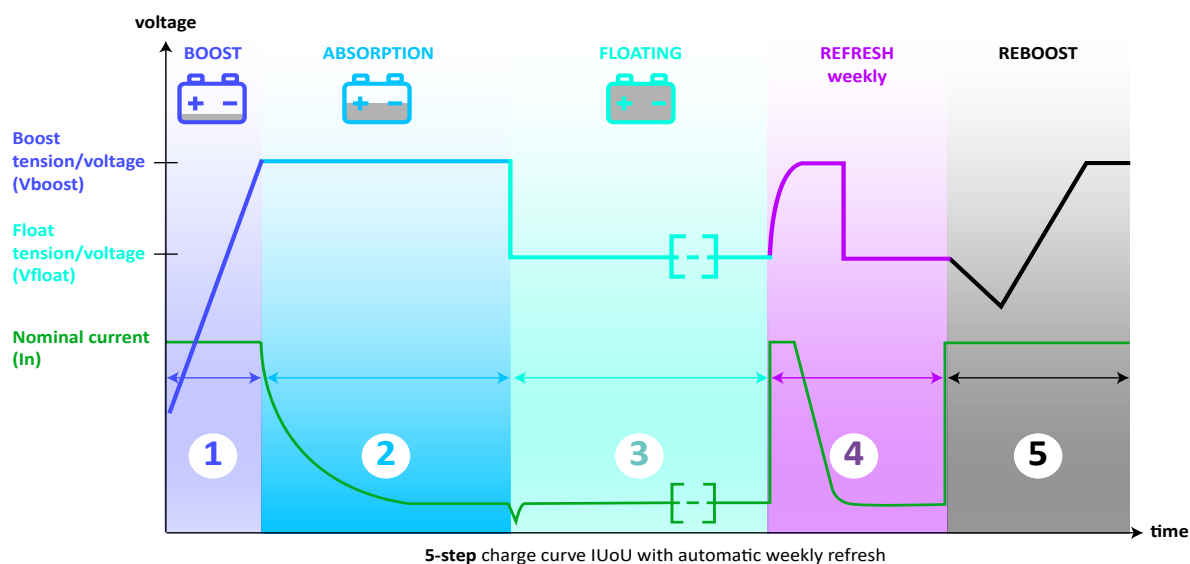 voltage
BOOST
ABSORPTION
FLOATING
REFRESH
weekly
REBOOST
+ −
+ −
+ −
Boost
tension/voltage
(Vboost)
Float
tension/voltage
(Vfloat)
Nominal current
(In)
1
2
3
4
5
time
5-step charge curve IUoU with automatic weekly refresh